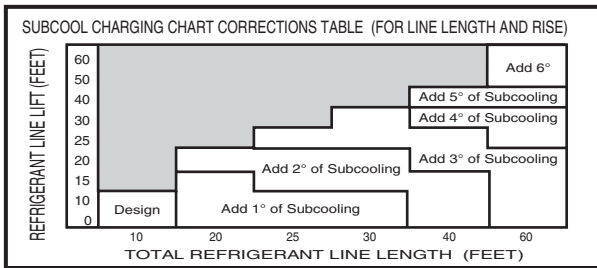 SUBCOOL CHARGING CHART CORRECTIONS TABLE (FOR LINE LENGTH AND RISE)
REFRIGERANT LINE LIFT (FEET)
60
50
40
30
25
20
15
10
0
Add 6°
Add 5° of Subcooling
Add 4° of Subcooling
Add 3° of Subcooling
Add 2° of Subcooling
Design
Add 1° of Subcooling
10 20 25 30 40 60
TOTAL REFRIGERANT LINE LENGTH (FEET)